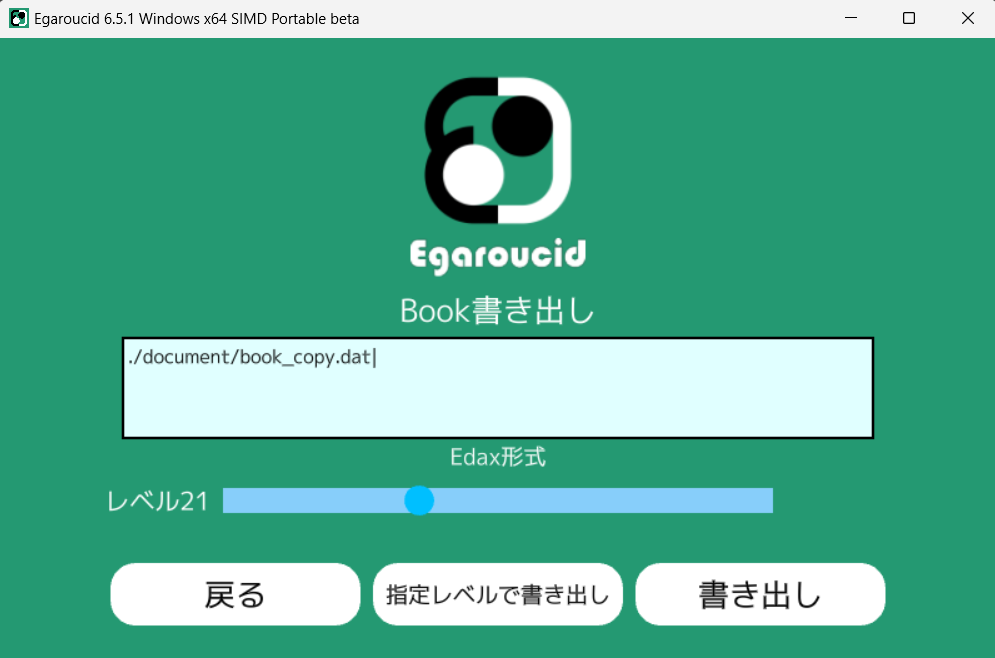 Egaroucid 6.5.1 Windows x64 SIMD Portable beta
Egaroucid
Book書き出し
./document/book_copy.dat
Edax形式
レベル21
戻る
指定レベルで書き出し
書き出し